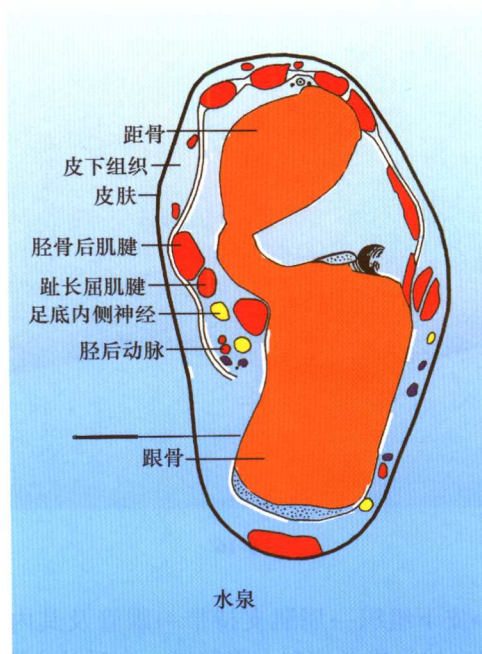 距骨
皮下组织
皮肤
胫骨后肌腱
趾长屈肌腱
足底内侧神经
胫后动脉
跟骨
水泉